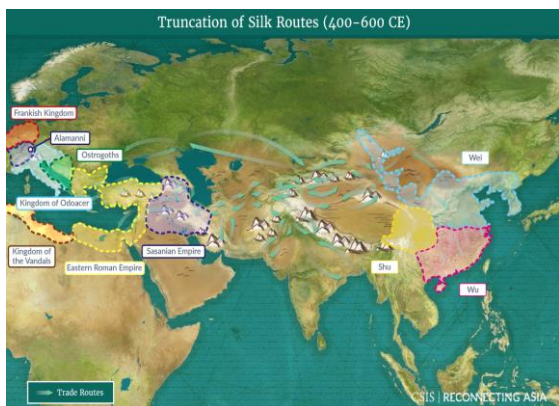 Truncation of Silk Routes (400-600 CE)
Frankish Kingdom
Alamanni
Ostrogoths
Wei
Kingdom of Odoacer
Sasanian Empire
Kingdom of
the Vandals
Eastern Roman Empire
Shu
Wu
Trade Routes
CSIS | RECONNECTING ASIA